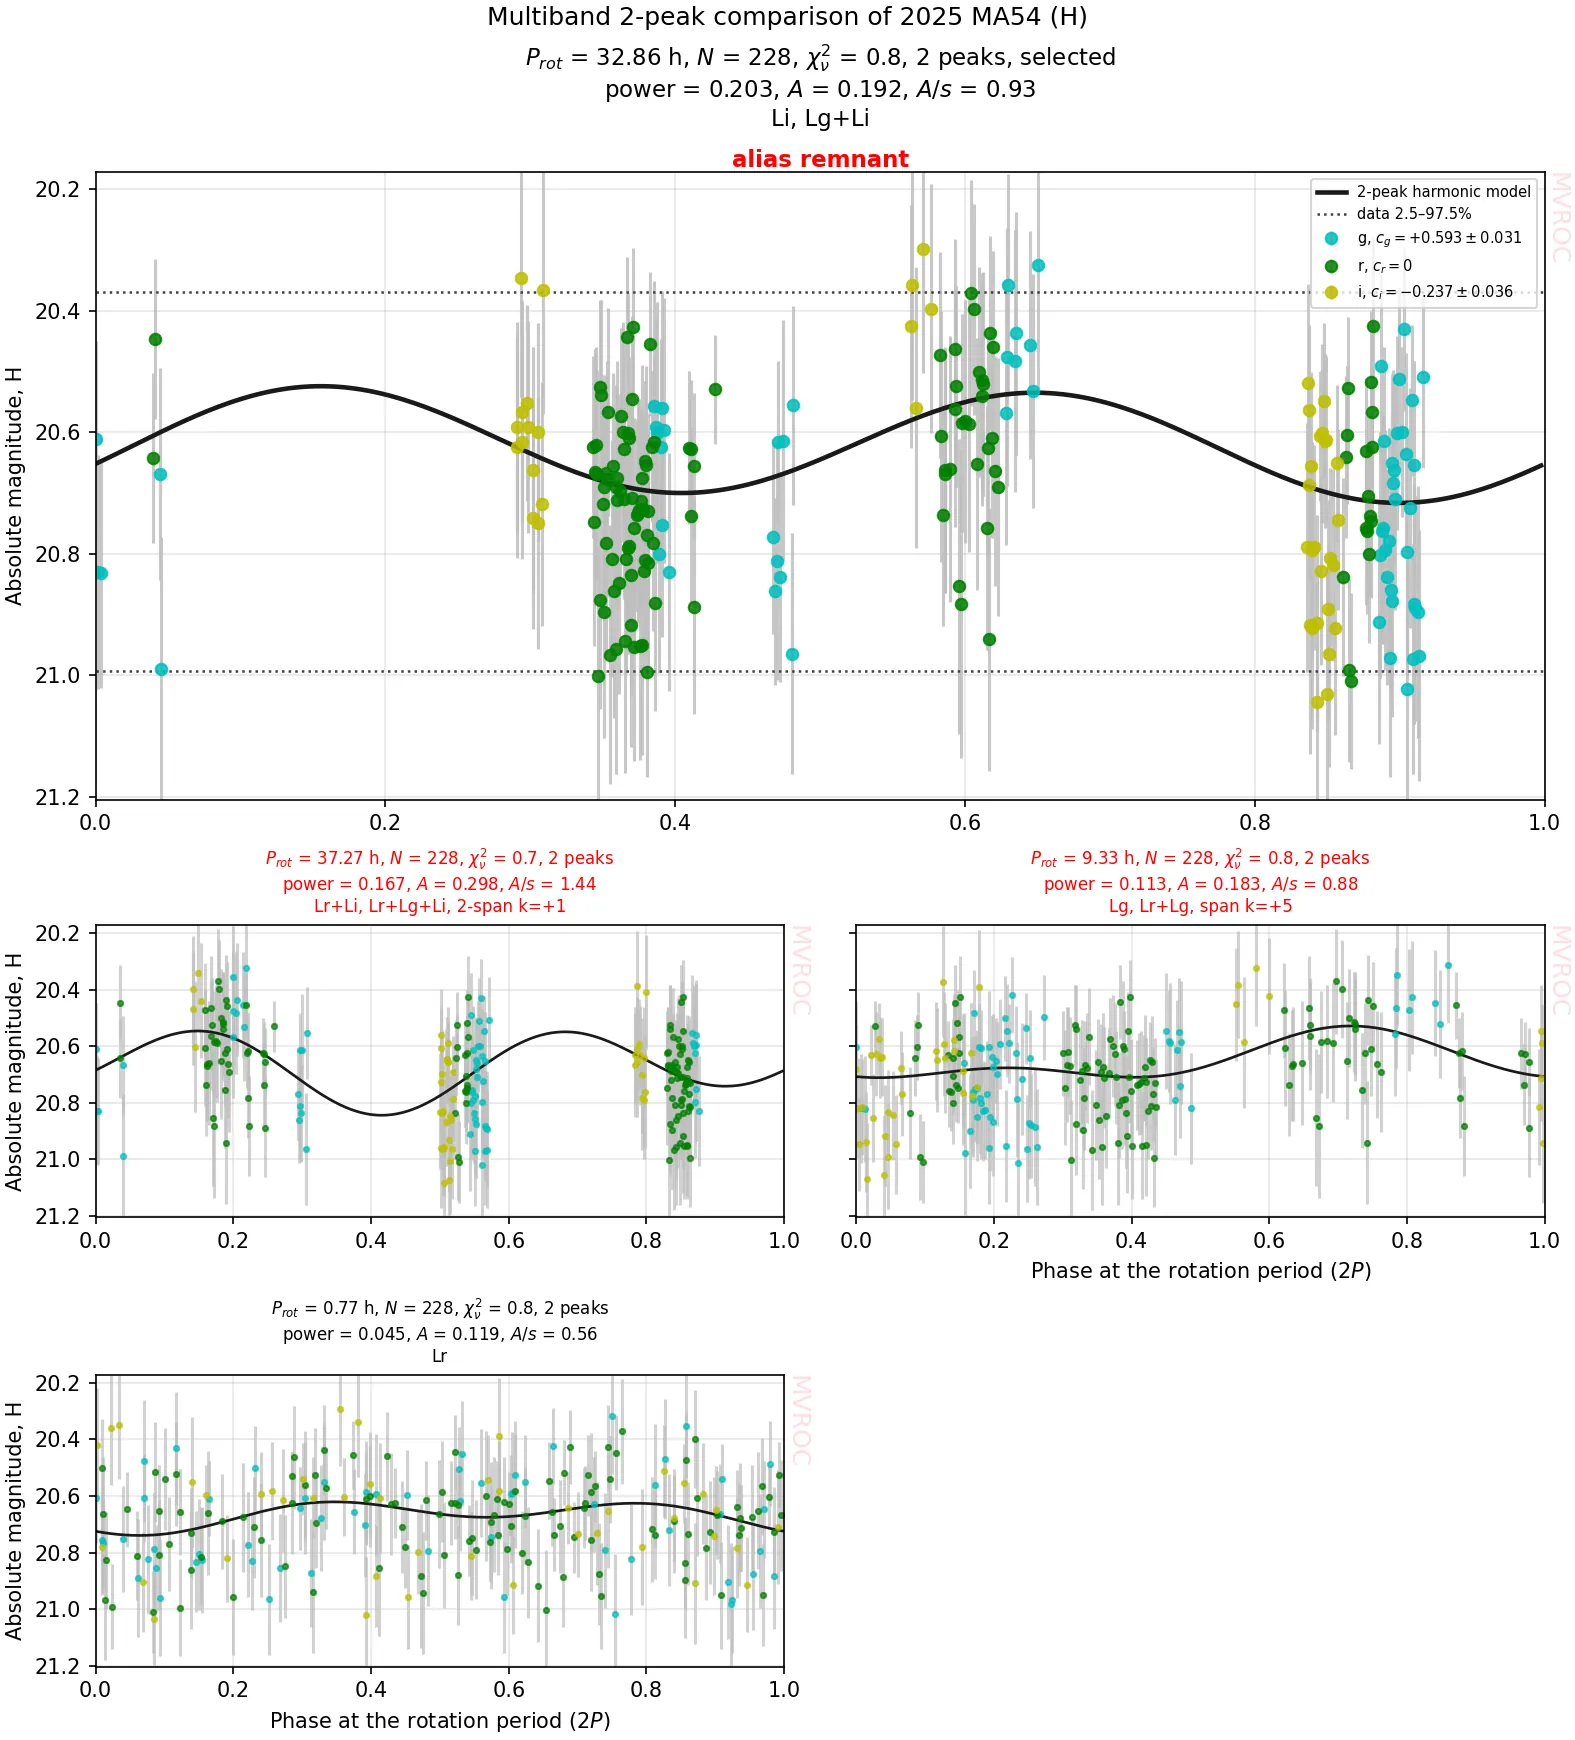 Multiband 2-peak comparison of 2025 MA54 (H)
P_rot = 32.86 h, N = 228, χ²_ν = 0.8, 2 peaks, selected
power = 0.203, A = 0.192, A/s = 0.93
Li, Lg+Li
alias remnant
2-peak harmonic model
data 2.5–97.5%
g, c_g = +0.593 ± 0.031
r, c_r = 0
i, c_i = −0.237 ± 0.036
MVROC
Absolute magnitude, H
20.2
20.4
20.6
20.8
21.0
21.2
0.0 0.2 0.4 0.6 0.8 1.0
P_rot = 37.27 h, N = 228, χ²_ν = 0.7, 2 peaks
power = 0.167, A = 0.298, A/s = 1.44
Lr+Li, Lr+Lg+Li, 2-span k=+1
MVROC
Absolute magnitude, H
20.2
20.4
20.6
20.8
21.0
21.2
0.0 0.2 0.4 0.6 0.8 1.0
P_rot = 9.33 h, N = 228, χ²_ν = 0.8, 2 peaks
power = 0.113, A = 0.183, A/s = 0.88
Lg, Lr+Lg, span k=+5
MVROC
0.0 0.2 0.4 0.6 0.8 1.0
Phase at the rotation period (2P)
P_rot = 0.77 h, N = 228, χ²_ν = 0.8, 2 peaks
power = 0.045, A = 0.119, A/s = 0.56
Lr
MVROC
Absolute magnitude, H
20.2
20.4
20.6
20.8
21.0
21.2
0.0 0.2 0.4 0.6 0.8 1.0
Phase at the rotation period (2P)